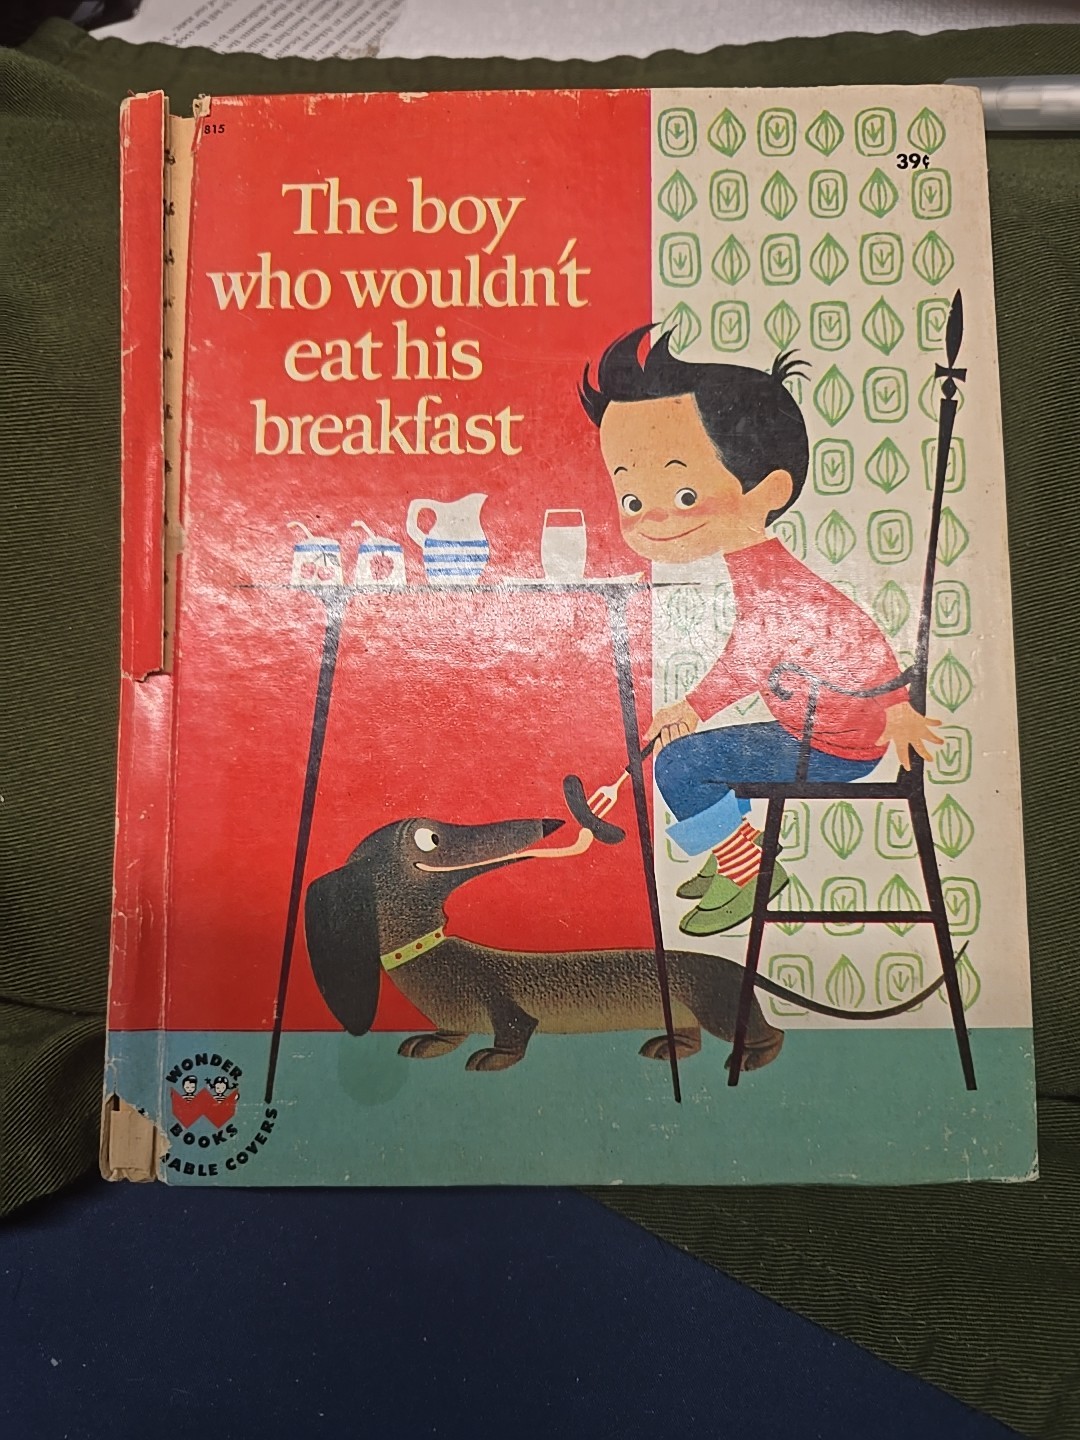 815
39¢
The boy
who wouldn't
eat his
breakfast
WONDER
BOOKS
ABLE COVERS